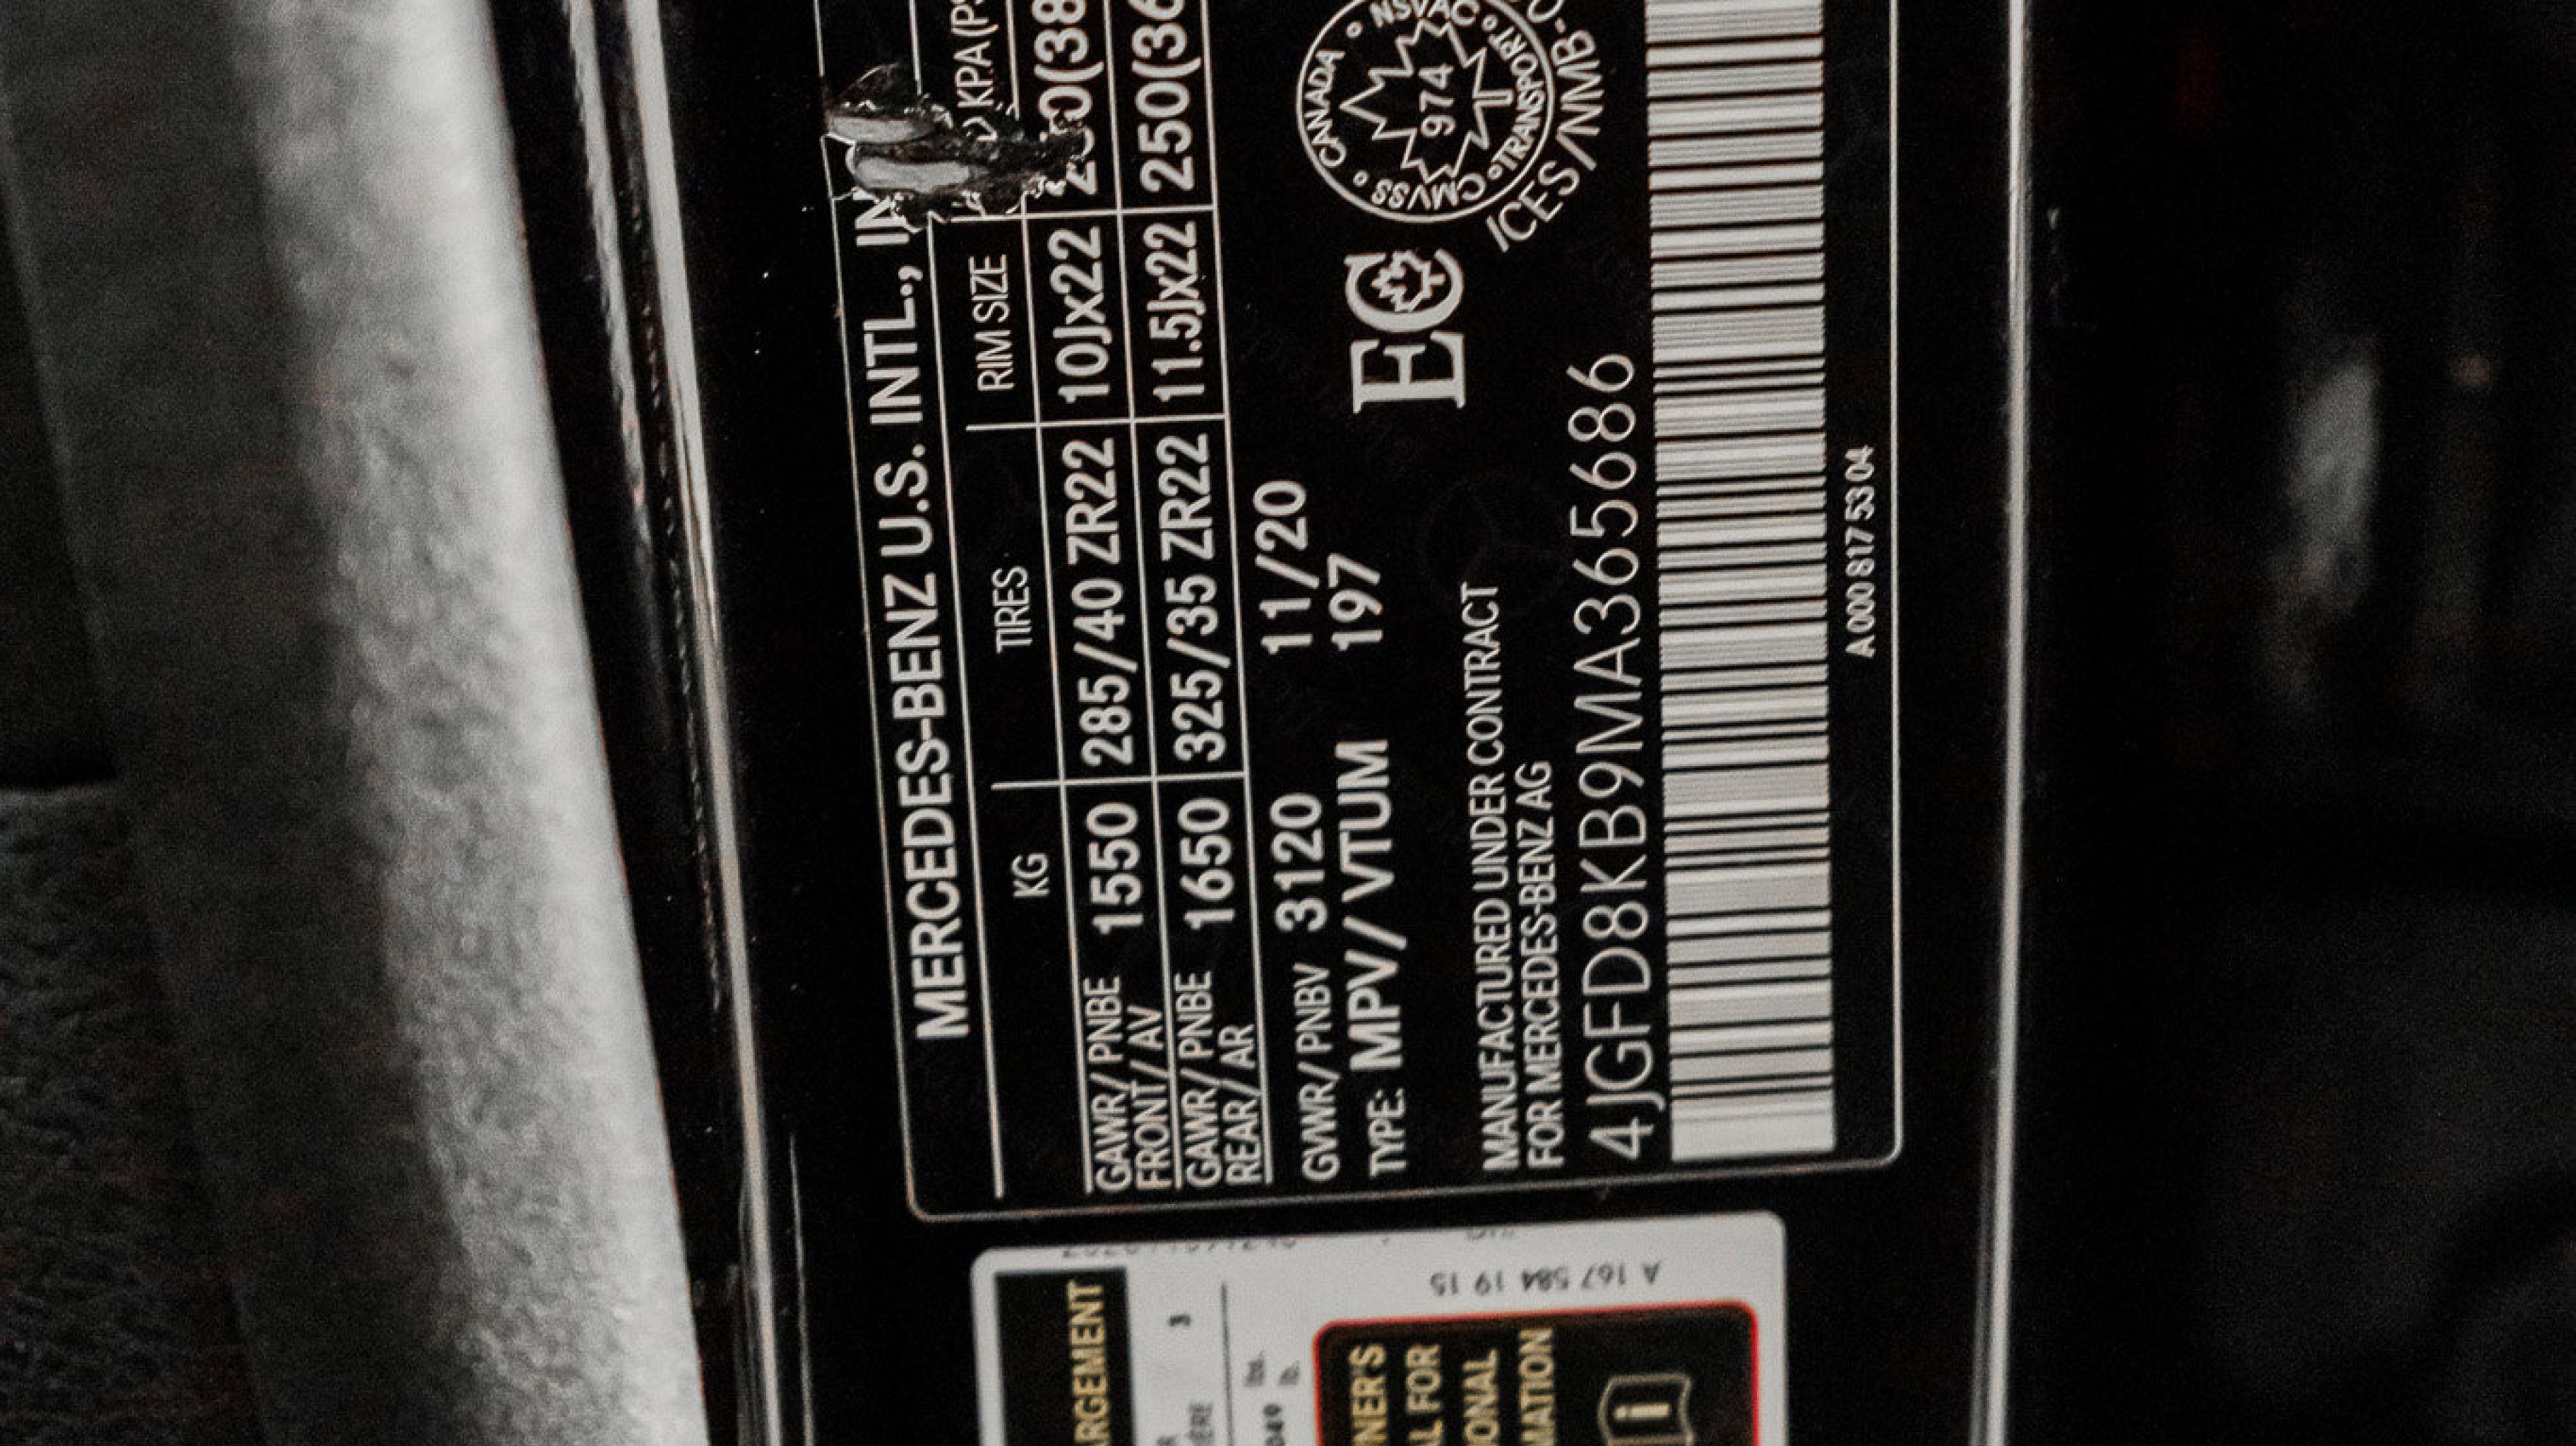 MERCEDES-BENZ U.S. INTL.,
KG TIRES RIM SIZE KPA
GAWR/ PNBE 1550 285/40 ZR22 10Jx22
FRONT/ AV
GAWR/ PNBE 1650 325/35 ZR22 11.5Jx22 250(36
REAR/ AR
GVWR/ PNBV 3120 11/20
TYPE: MPV/ VTUM 197
EC
CANADA NSVAC TRANSPORT CMVSS
974
ICES/NMB-
MANUFACTURED UNDER CONTRACT
FOR MERCEDES-BENZ AG
4JGFD8KB9MA365686
A 000 817 53 04
A 167 584 19 15